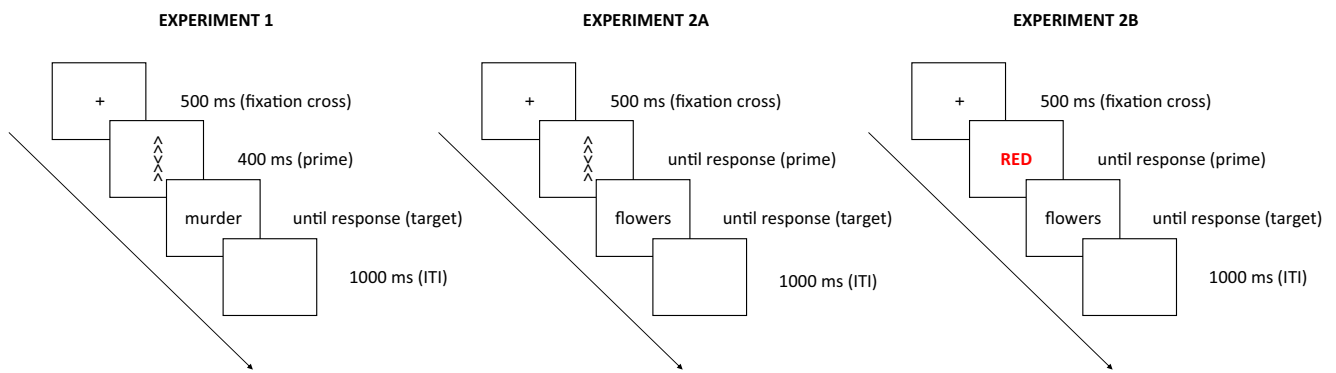 EXPERIMENT 1
+
500 ms (fixation cross)
^
^
v
^
^
400 ms (prime)
murder
until response (target)
1000 ms (ITI)
EXPERIMENT 2A
+
500 ms (fixation cross)
^
^
v
^
^
until response (prime)
flowers
until response (target)
1000 ms (ITI)
EXPERIMENT 2B
+
500 ms (fixation cross)
RED
until response (prime)
flowers
until response (target)
1000 ms (ITI)